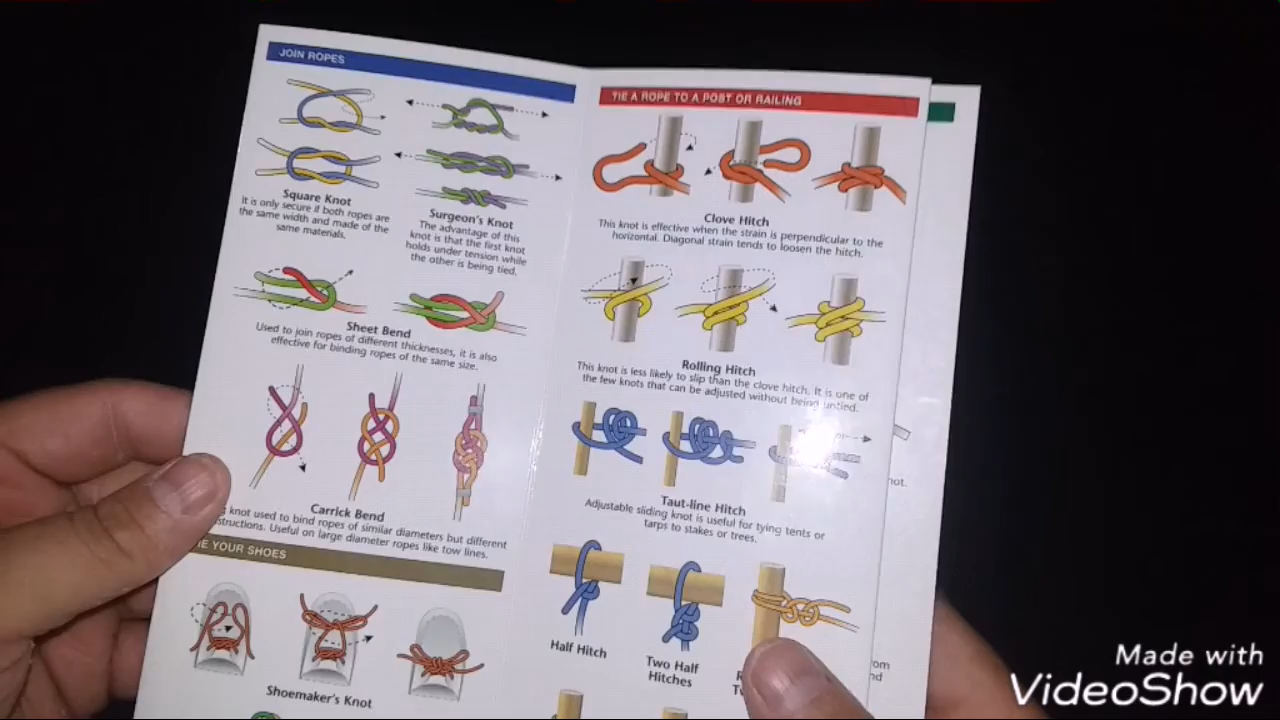 JOIN ROPES
Square Knot
It is only secure if both ropes are
the same width and made of the
same materials.
Surgeon's Knot
The advantage of this
knot is that the first knot
holds under tension while
the other is being tied.
Sheet Bend
Used to join ropes of different thicknesses, it is also
effective for binding ropes of the same size.
Carrick Bend
knot used to bind ropes of similar diameters but different
Useful on large diameter ropes like tow lines.
YOUR SHOES
Shoemaker's Knot
TIE A ROPE TO A POST OR RAILING
Clove Hitch
This knot is effective when the strain is perpendicular to the
horizontal. Diagonal strain tends to loosen the hitch.
Rolling Hitch
This knot is less likely to slip than the clove hitch. It is one of
the few knots that can be adjusted without being untied.
Taut-line Hitch
Adjustable sliding knot is useful for tying tents or
tarps to stakes or trees.
Half Hitch
Two Half
Hitches
Made with
VideoShow